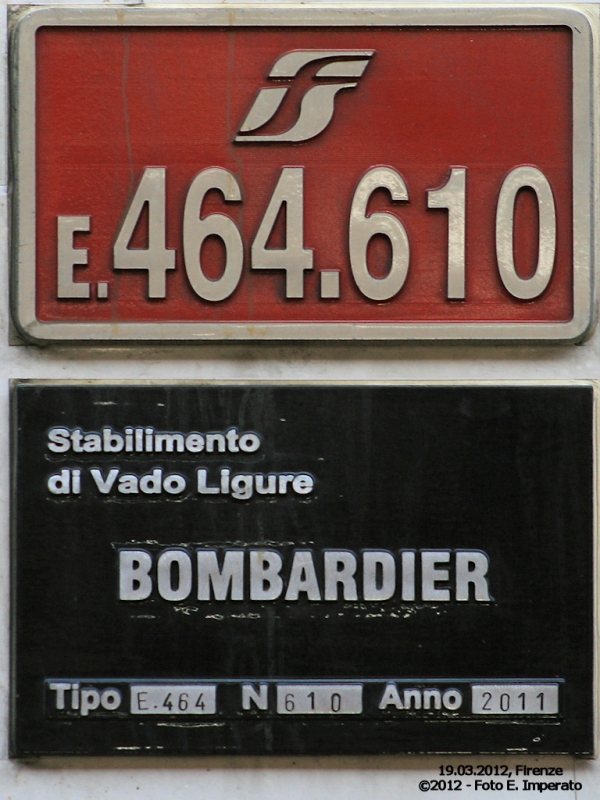 E.464.610
Stabilimento
di Vado Ligure
BOMBARDIER
Tipo E.464 N 610 Anno 2011
19.03.2012, Firenze
©2012 - Foto E. Imperato